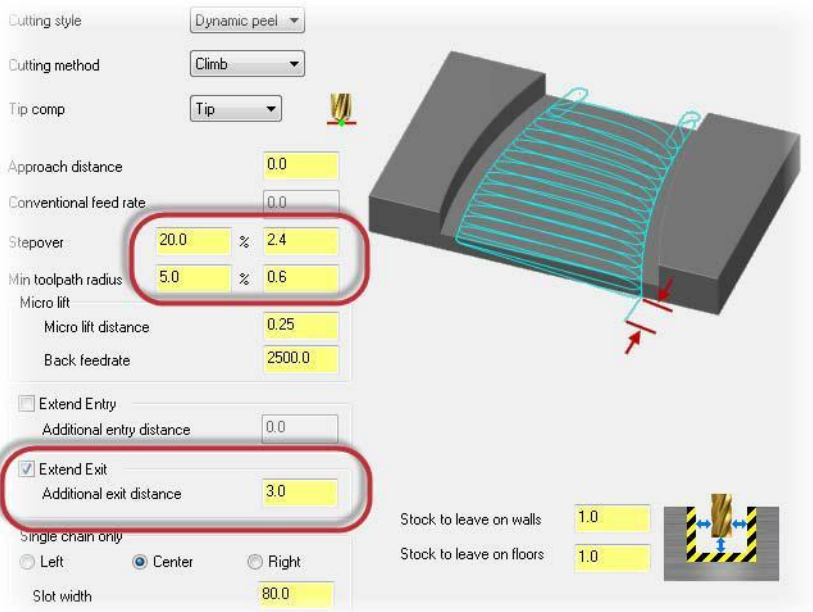 Cutting style Dynamic peel
Cutting method Climb
Tip comp Tip
Approach distance 0.0
Conventional feed rate 0.0
Stepover 20.0 % 2.4
Min toolpath radius 5.0 % 0.6
Micro lift
Micro lift distance 0.25
Back feedrate 2500.0
Extend Entry
Additional entry distance 0.0
Extend Exit
Additional exit distance 3.0
Single chain only
Left Center Right
Slot width 80.0
Stock to leave on walls 1.0
Stock to leave on floors 1.0